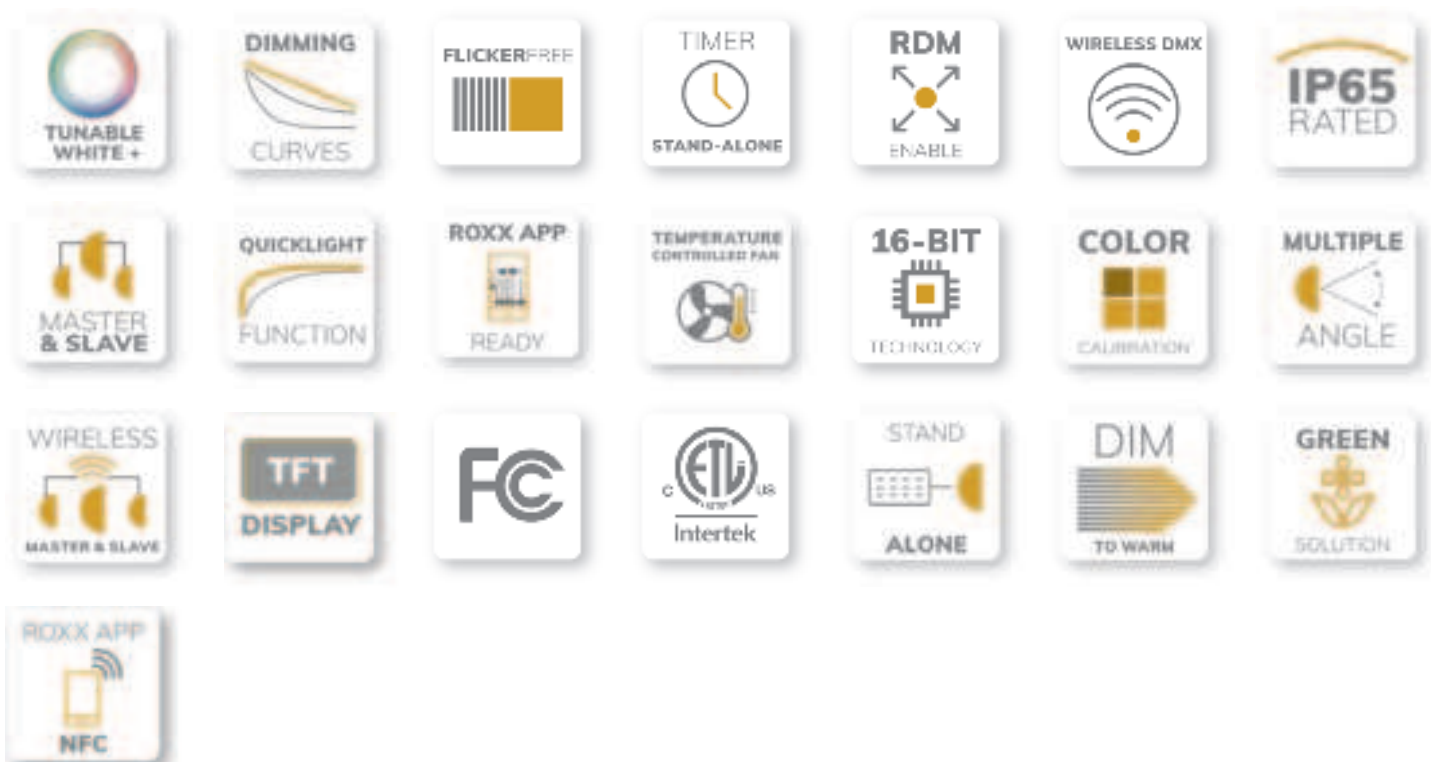 TUNABLE
WHITE +
DIMMING
CURVES
FLICKERFREE
TIMER
STAND-ALONE
RDM
ENABLE
WIRELESS DMX
IP65
RATED
MASTER
& SLAVE
QUICKLIGHT
FUNCTION
ROXX APP
READY
TEMPERATURE
CONTROLLED FAN
16-BIT
TECHNOLOGY
COLOR
CALIBRATION
MULTIPLE
ANGLE
WIRELESS
MASTER & SLAVE
TFT
DISPLAY
FC
C ETL US
Intertek
STAND
ALONE
DIM
TO WARM
GREEN
SOLUTION
ROXX APP
NFC